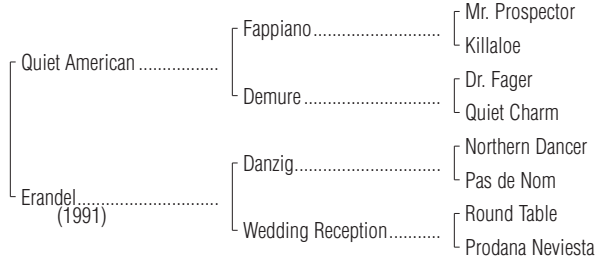 Mr. Prospector
Fappiano......................................
Killaloe
Quiet American .................
Dr. Fager
Demure.........................................
Quiet Charm
Northern Dancer
Danzig...........................................
Pas de Nom
Erandel..................................
(1991)
Round Table
Wedding Reception...........
Prodana Neviesta